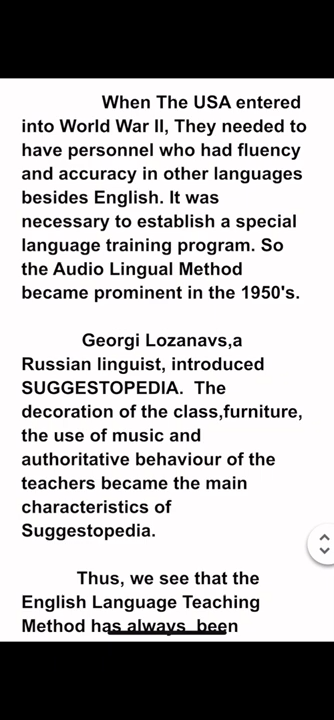 When The USA entered
into World War II, They needed to
have personnel who had fluency
and accuracy in other languages
besides English. It was
necessary to establish a special
language training program. So
the Audio Lingual Method
became prominent in the 1950's.
Georgi Lozanavs,a
Russian linguist, introduced
SUGGESTOPEDIA.  The
decoration of the class,furniture,
the use of music and
authoritative behaviour of the
teachers became the main
characteristics of
Suggestopedia.
Thus, we see that the
English Language Teaching
Method has always  been